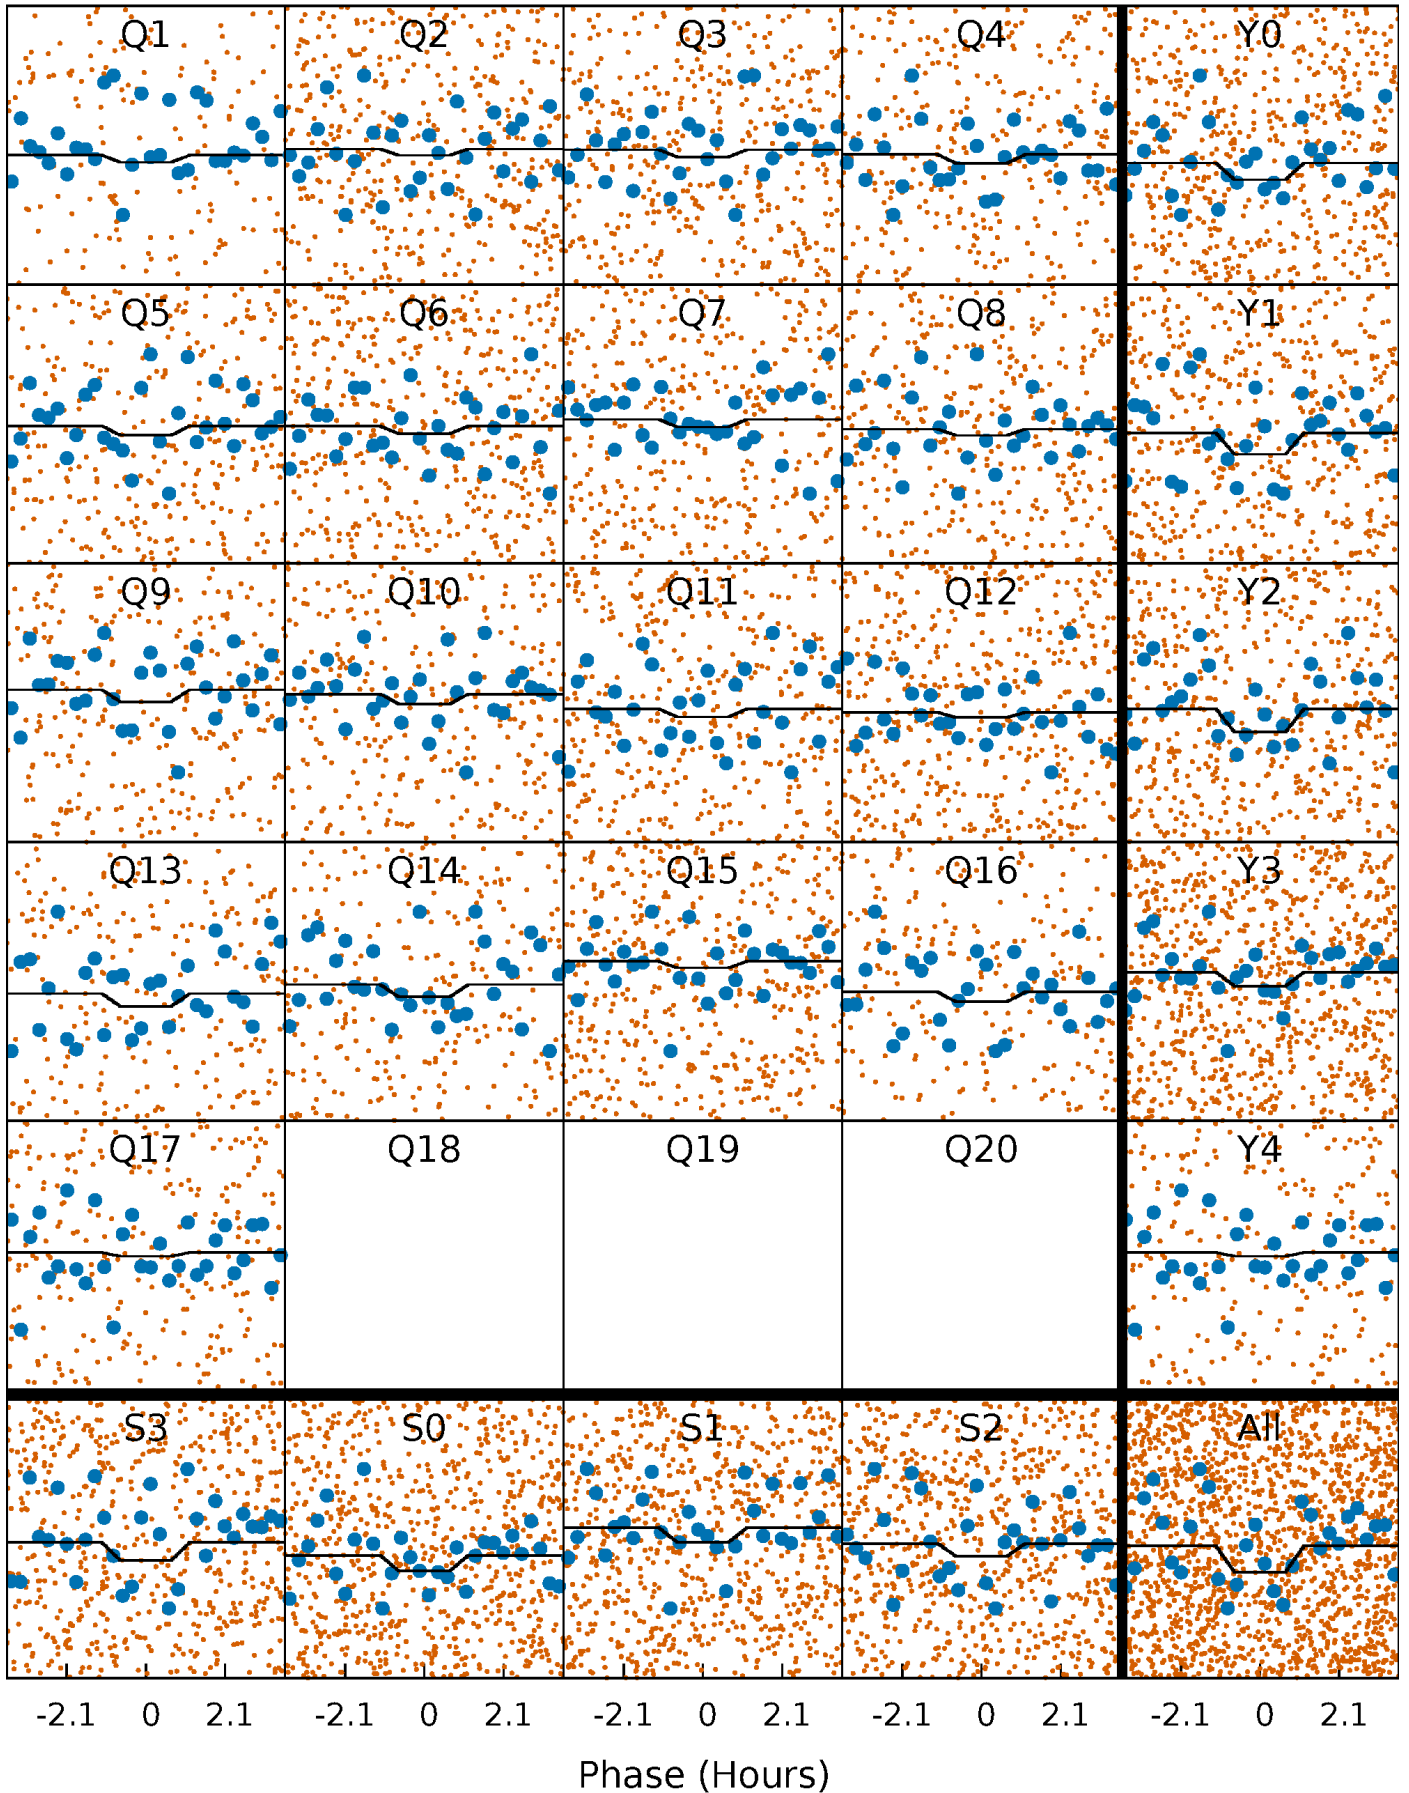 Q1 Q2 Q3 Q4 Y0
Q5 Q6 Q7 Q8 Y1
Q9 Q10 Q11 Q12 Y2
Q13 Q14 Q15 Q16 Y3
Q17 Q18 Q19 Q20 Y4
S3 S0 S1 S2 All
-2.1 0 2.1 -2.1 0 2.1 -2.1 0 2.1 -2.1 0 2.1 -2.1 0 2.1
Phase (Hours)